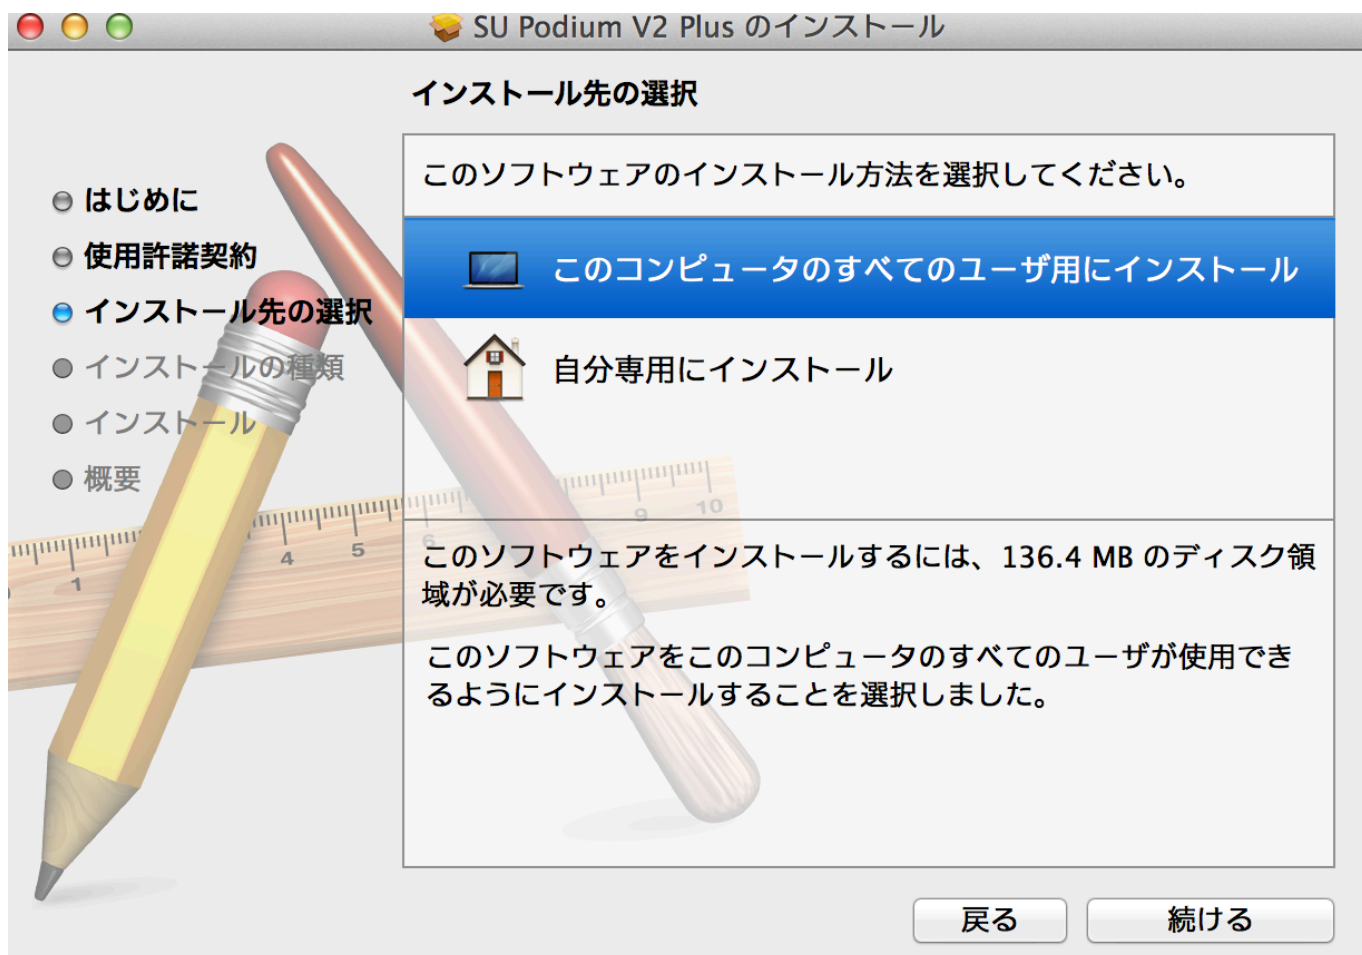 SU Podium V2 Plus のインストール
インストール先の選択
はじめに
使用許諾契約
インストール先の選択
インストールの種類
インストール
概要
このソフトウェアのインストール方法を選択してください。
このコンピュータのすべてのユーザ用にインストール
自分専用にインストール
このソフトウェアをインストールするには、136.4 MB のディスク領
域が必要です。
このソフトウェアをこのコンピュータのすべてのユーザが使用でき
るようにインストールすることを選択しました。
1
4
5
6
9
10
戻る
続ける